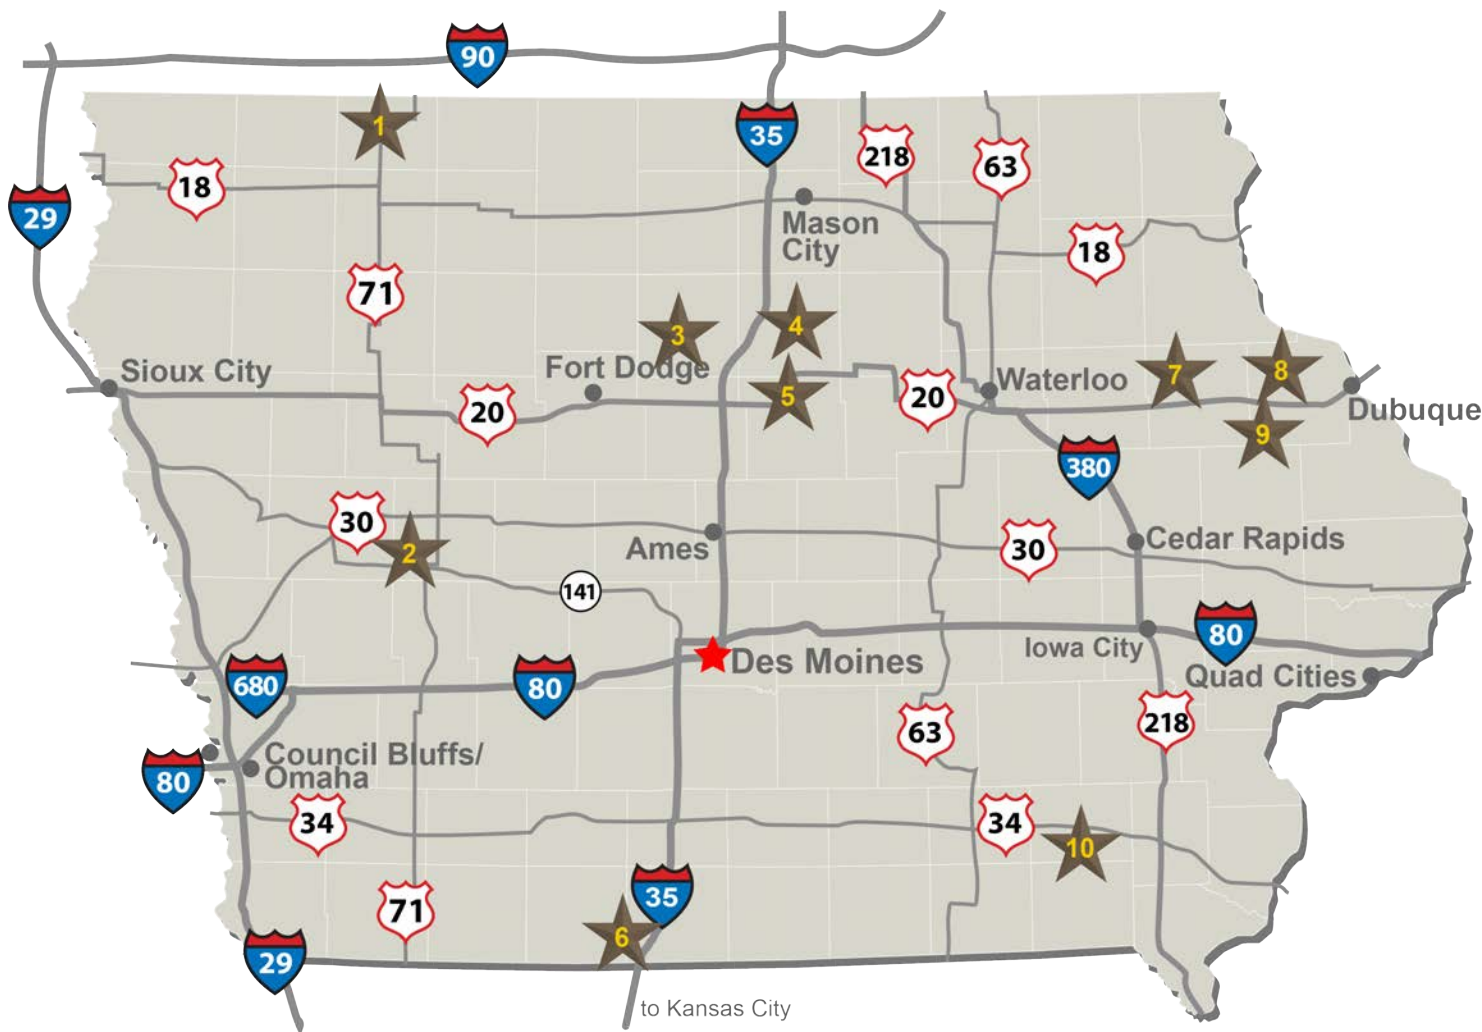 90
1
35
218
63
18
29
Mason
City
18
71
3
4
Sioux City
Fort Dodge
5
20
20
Waterloo
7
8
Dubuque
9
380
30
2
Ames
141
30
Cedar Rapids
Des Moines
Iowa City
80
Quad Cities
680
80
63
218
80
Council Bluffs/
Omaha
34
34
10
71
35
6
29
to Kansas City